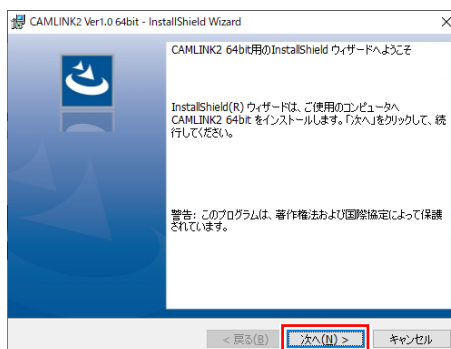 CAMLINK2 Ver1.0 64bit - InstallShield Wizard
CAMLINK2 64bit用のInstallShield ウィザードへようこそ
InstallShield(R) ウィザードは、ご使用のコンピュータへ
CAMLINK2 64bit をインストールします。「次へ」をクリックして、続
行してください。
警告: このプログラムは、著作権法および国際協定によって保護
されています。
< 戻る(B)
次へ(N) >
キャンセル